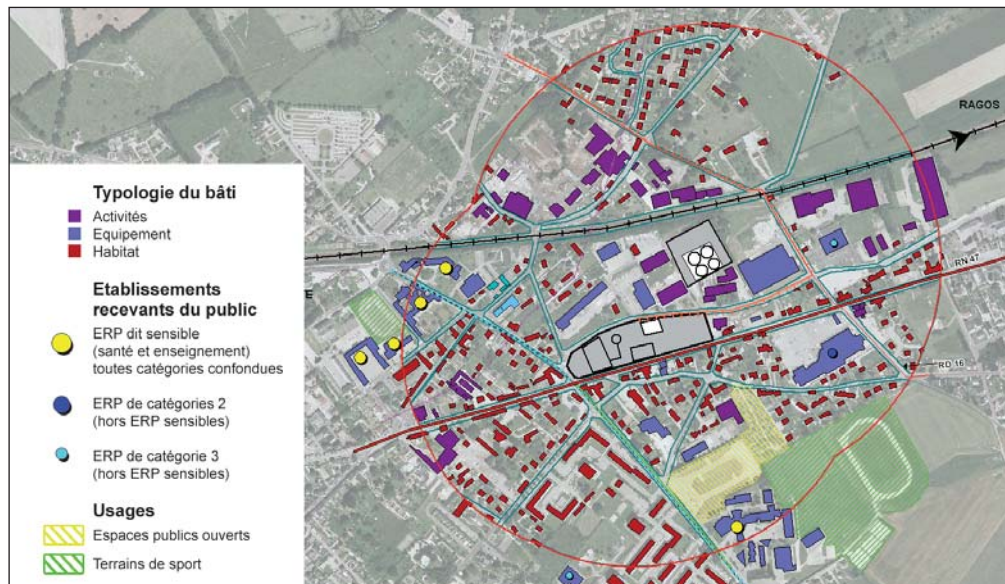 RAGOS
RN 47
TE
RD 16
Typologie du bâti
Activités
Equipement
Habitat
Etablissements
recevants du public
ERP dit sensible
(santé et enseignement)
toutes catégories confondues
ERP de catégories 2
(hors ERP sensibles)
ERP de catégorie 3
(hors ERP sensibles)
Usages
Espaces publics ouverts
Terrains de sport